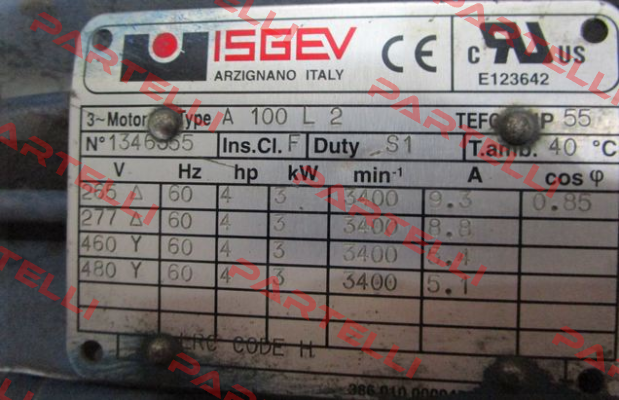 ISGEV
ARZIGNANO ITALY
CE
C UR US
E123642
3~Motor Type A 100 L 2 TEFC IP 55
N° Ins.Cl. F Duty S1 T.amb. 40 °C
V Hz hp kW min-1 A cos φ
265 Δ 60 4 3 3400 9.3 0.85
277 Δ 60 4 3 3400 8.8
460 Y 60 4 3 3400
480 Y 60 4 3 3400 5.1
CODE H
PARTELLI